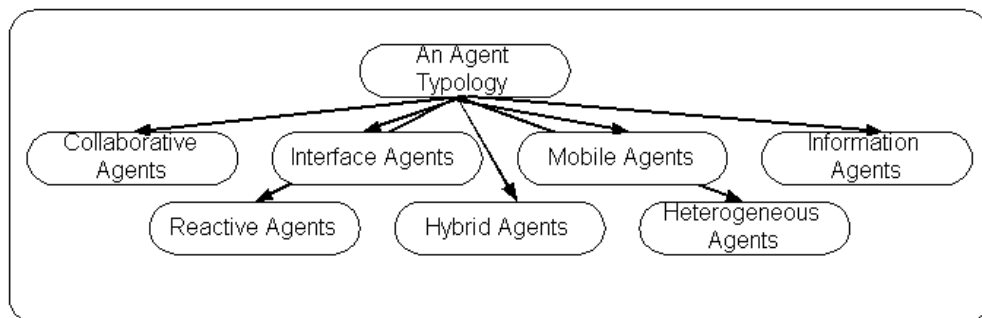 An Agent
Typology
Collaborative
Agents
Interface Agents
Mobile Agents
Information
Agents
Reactive Agents
Hybrid Agents
Heterogeneous
Agents